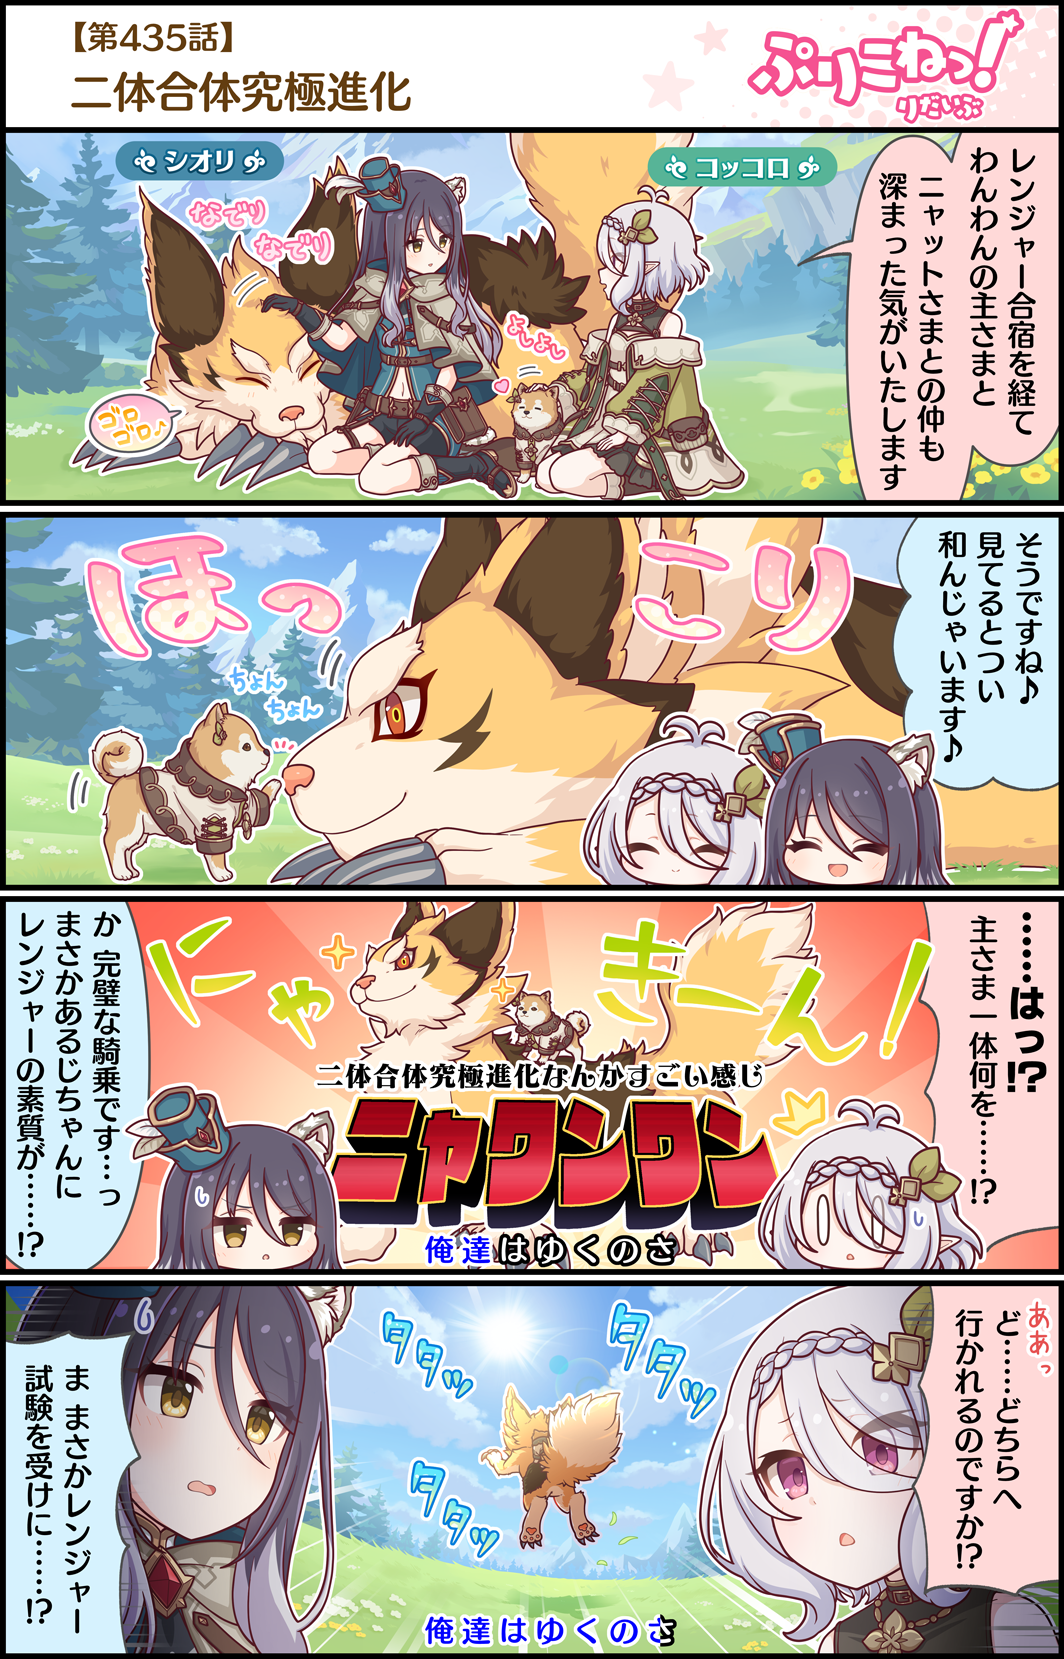 【第435話】
二体合体究極進化
ぷりこねっ!
りだいぶ
シオリ
コッコロ
レンジャー合宿を経て
わんわんの主さまと
ニャットさまとの仲も
深まった気がいたします
なでり
なでり
よしよし
ゴロ
ゴロ♪
そうですね♪
見てるとつい
和んじゃいます♪
ほっこり
ちょん
ちょん
……はっ!?
主さま 一体何を……!?
にゃきーん!
二体合体究極進化なんかすごい感じ
ニャワンワン
俺達はゆくのさ
か 完璧な騎乗です…っ
まさかあるじちゃんに
レンジャーの素質が……!?
ああっ
ど……どちらへ
行かれるのですか!?
タタッ
タタッ
タタッ
ま まさかレンジャー
試験を受けに……!?
俺達はゆくのさ